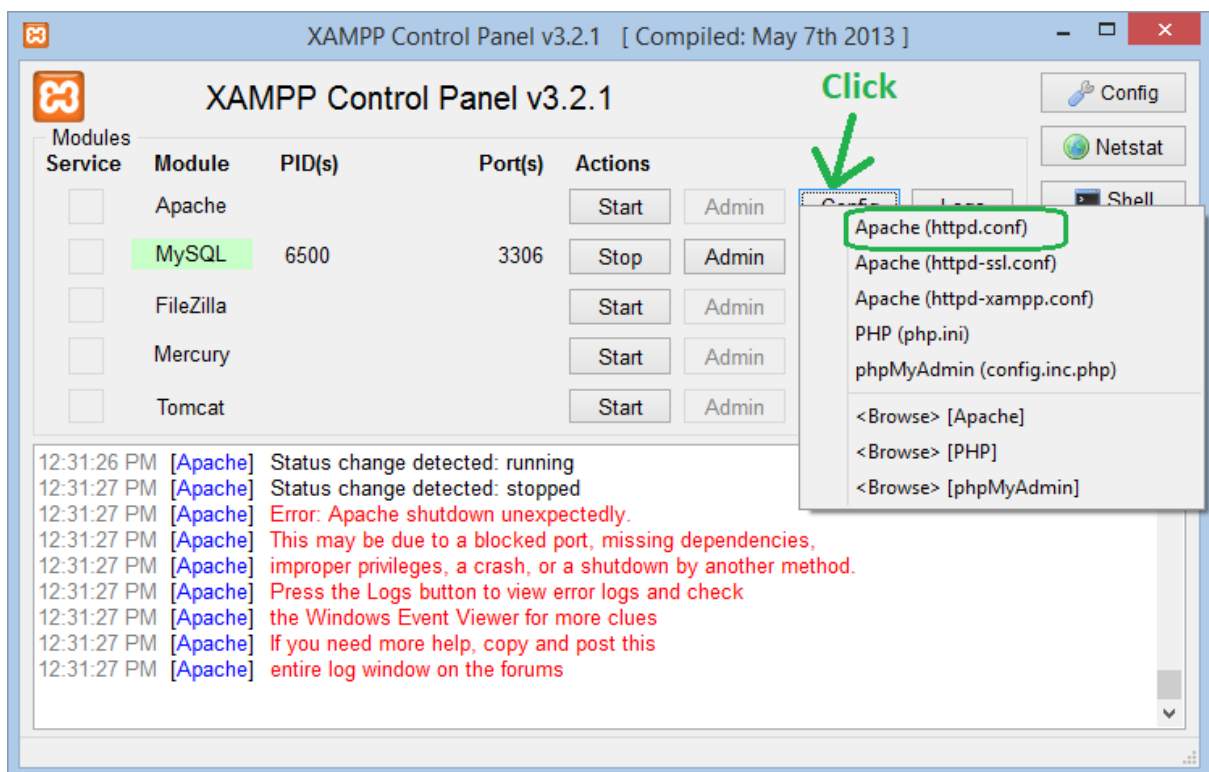 XAMPP Control Panel v3.2.1 [ Compiled: May 7th 2013 ]
XAMPP Control Panel v3.2.1
Click
Config
Modules
Netstat
Service Module PID(s) Port(s) Actions
Shell
Apache Start Admin Config Logs
Apache (httpd.conf)
MySQL 6500 3306 Stop Admin
Apache (httpd-ssl.conf)
FileZilla Start Admin
Apache (httpd-xampp.conf)
PHP (php.ini)
Mercury Start Admin
phpMyAdmin (config.inc.php)
Tomcat Start Admin
<Browse> [Apache]
<Browse> [PHP]
<Browse> [phpMyAdmin]
12:31:26 PM [Apache] Status change detected: running
12:31:27 PM [Apache] Status change detected: stopped
12:31:27 PM [Apache] Error: Apache shutdown unexpectedly.
12:31:27 PM [Apache] This may be due to a blocked port, missing dependencies,
12:31:27 PM [Apache] improper privileges, a crash, or a shutdown by another method.
12:31:27 PM [Apache] Press the Logs button to view error logs and check
12:31:27 PM [Apache] the Windows Event Viewer for more clues
12:31:27 PM [Apache] If you need more help, copy and post this
12:31:27 PM [Apache] entire log window on the forums